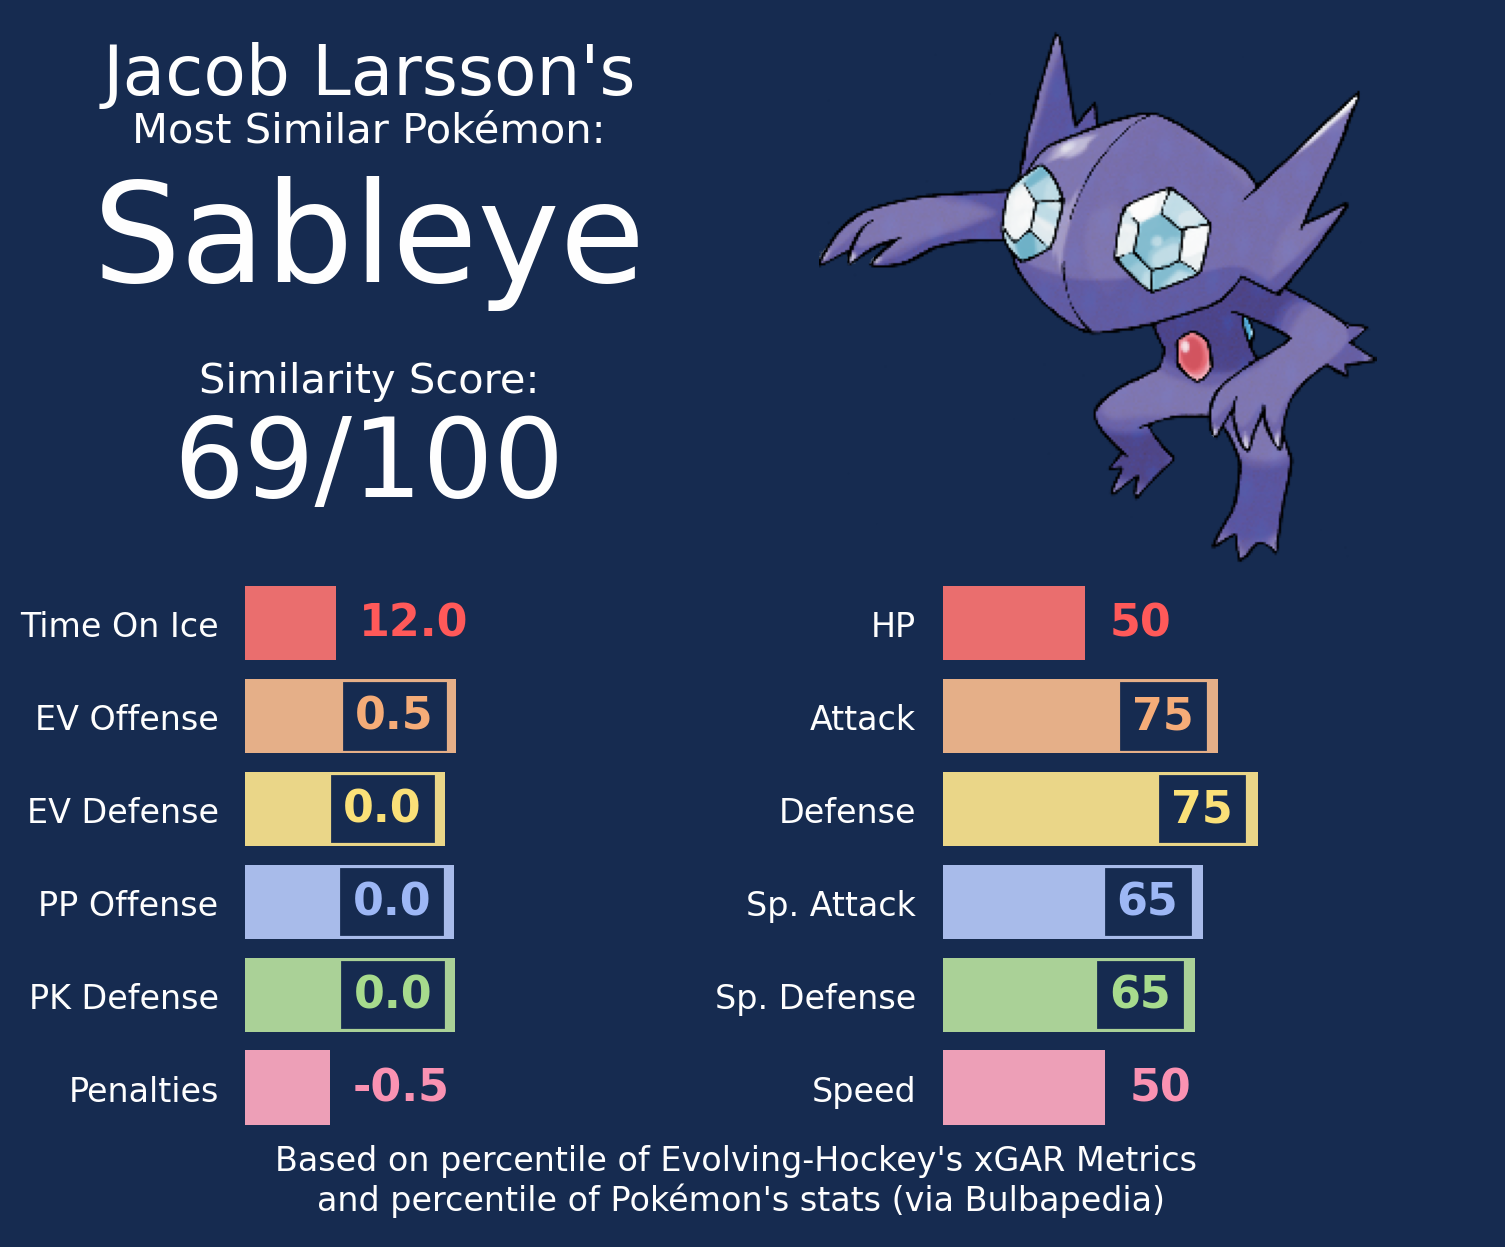 Jacob Larsson's
Most Similar Pokémon:
Sableye
Similarity Score:
69/100
Time On Ice 12.0
EV Offense 0.5
EV Defense 0.0
PP Offense 0.0
PK Defense 0.0
Penalties -0.5
HP 50
Attack 75
Defense 75
Sp. Attack 65
Sp. Defense 65
Speed 50
Based on percentile of Evolving-Hockey's xGAR Metrics
and percentile of Pokémon's stats (via Bulbapedia)